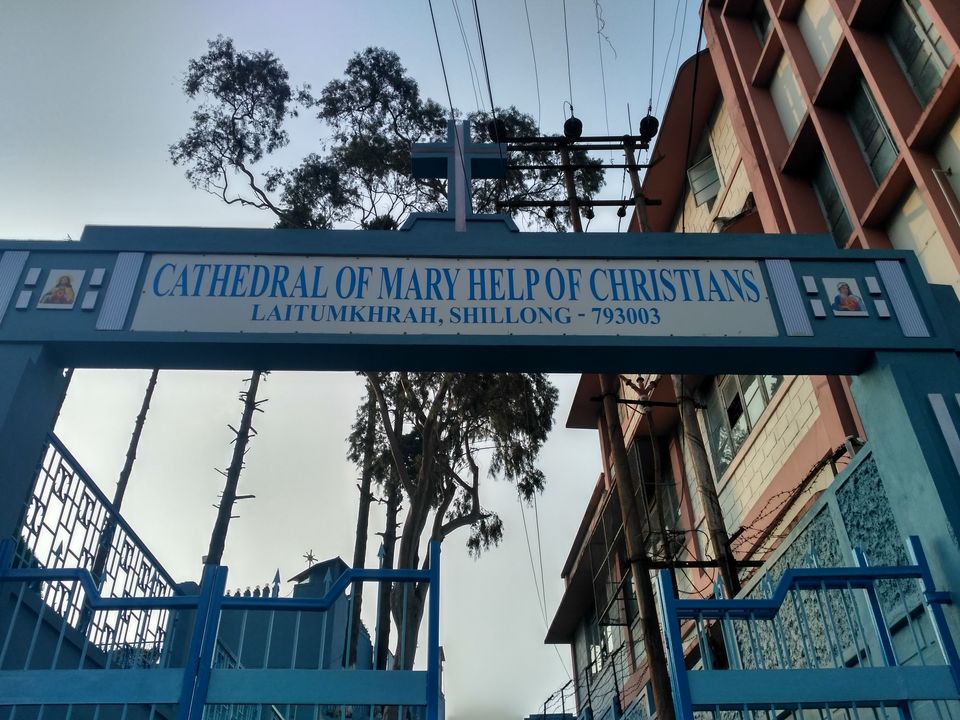 CATHEDRAL OF MARY HELP OF CHRISTIANS
LAITUMKHRAH, SHILLONG - 793003